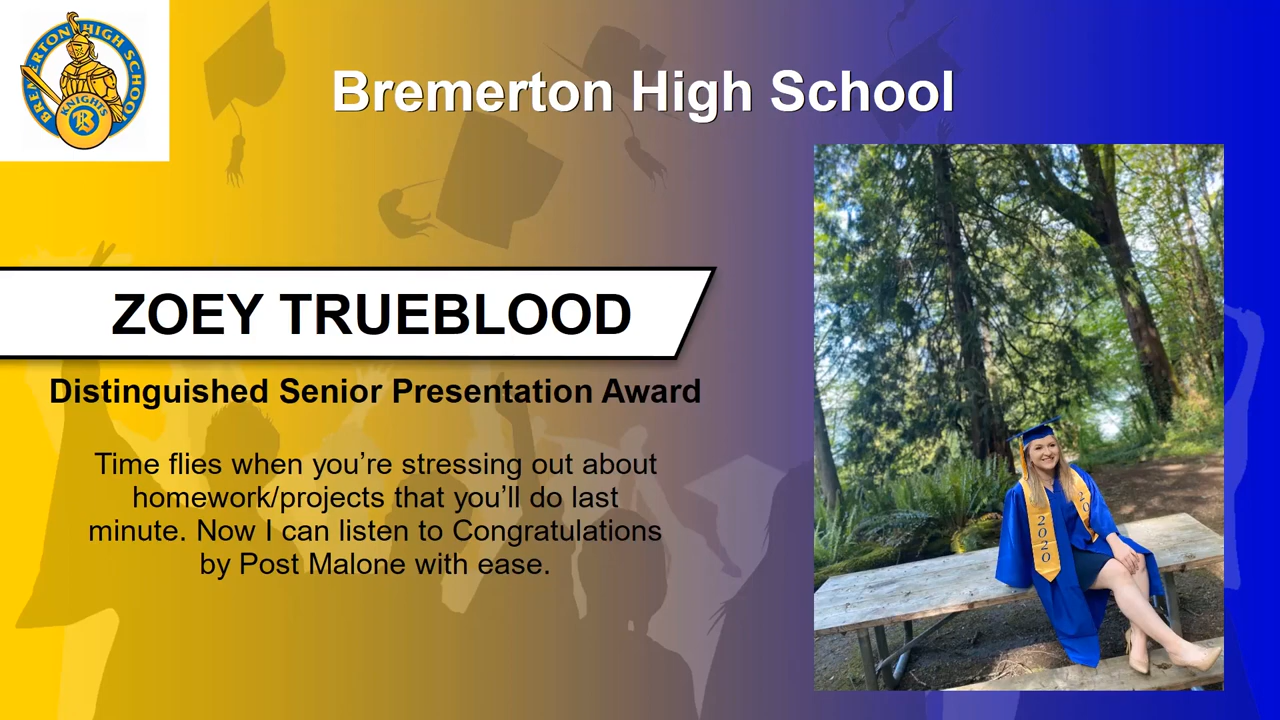 BREMERTON HIGH SCHOOL
KNIGHTS
B
Bremerton High School
ZOEY TRUEBLOOD
Distinguished Senior Presentation Award
Time flies when you’re stressing out about
homework/projects that you’ll do last
minute. Now I can listen to Congratulations
by Post Malone with ease.
2020
20